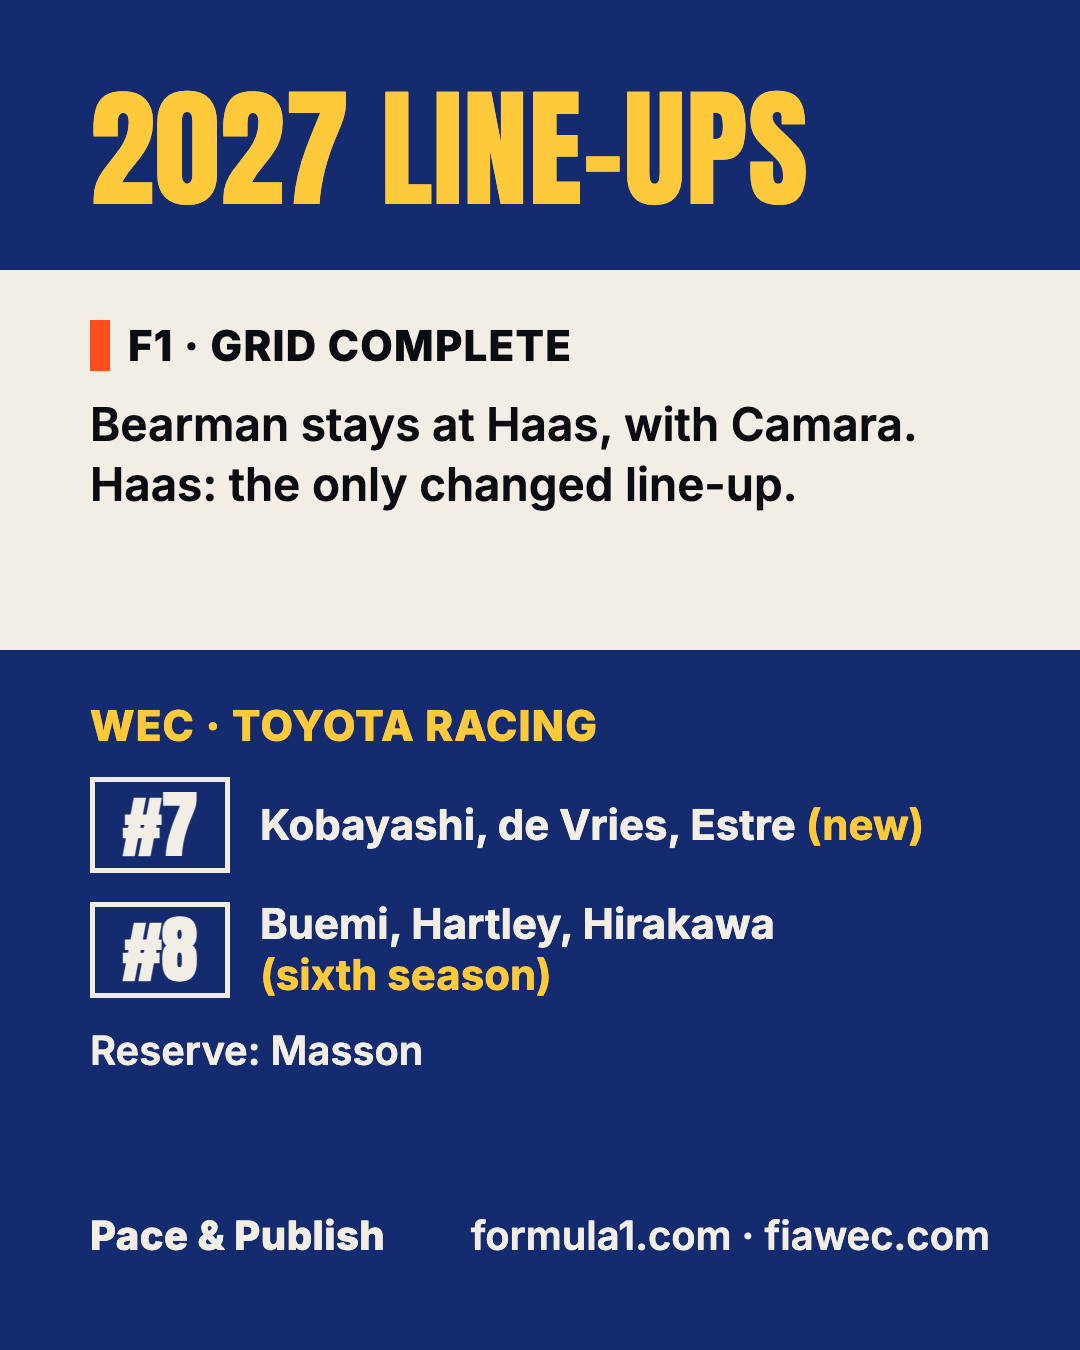 2027 LINE-UPS
F1 · GRID COMPLETE
Bearman stays at Haas, with Camara.
Haas: the only changed line-up.
WEC · TOYOTA RACING
#7 Kobayashi, de Vries, Estre (new)
#8 Buemi, Hartley, Hirakawa
(sixth season)
Reserve: Masson
Pace & Publish formula1.com · fiawec.com